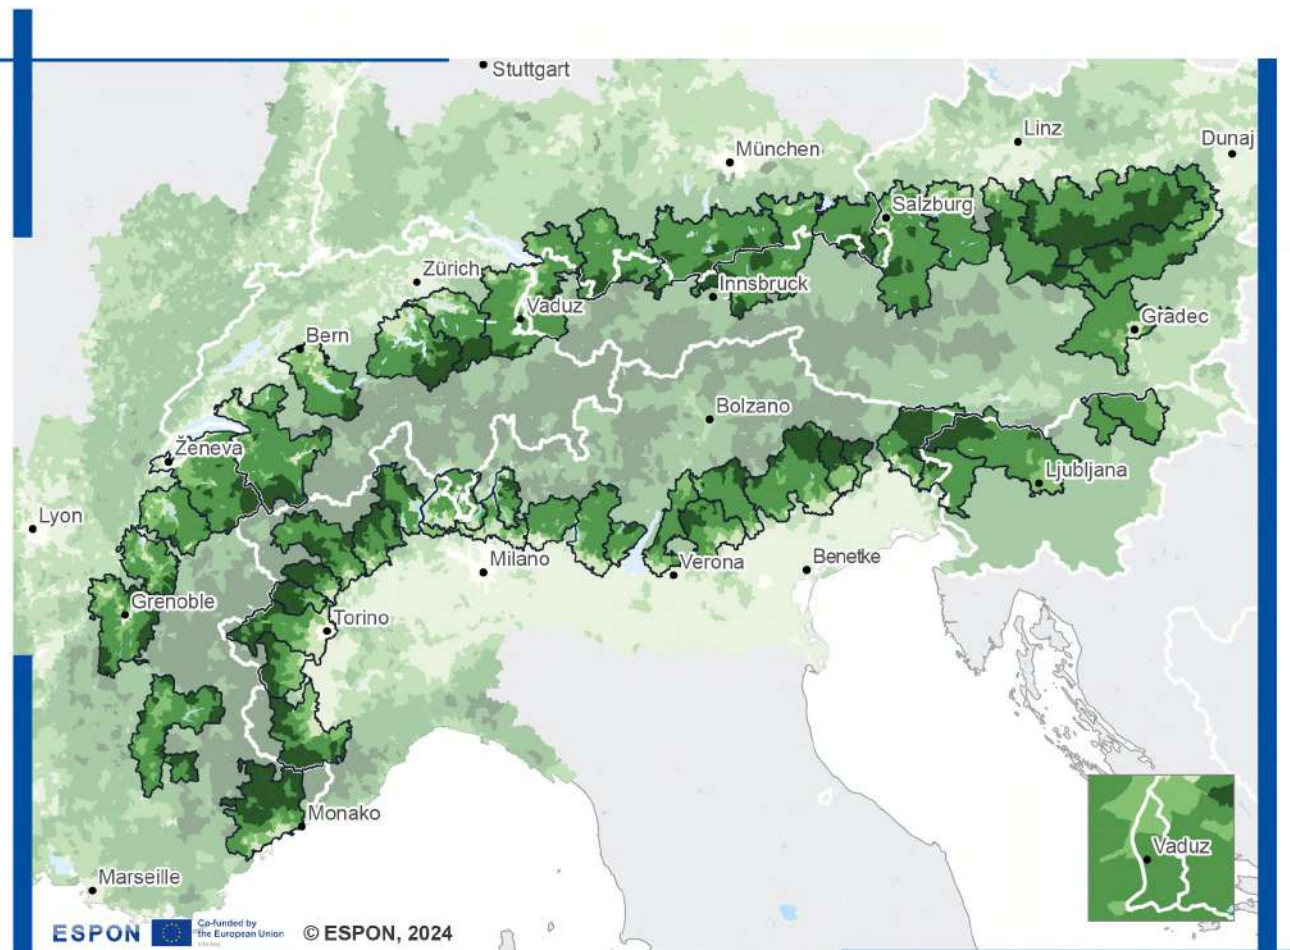 Stuttgart
Linz
Dunaj
München
Salzburg
Zürich
Innsbruck
Vaduz
Gradec
Bern
Bolzano
Ženeva
Ljubljana
Lyon
Milano
Verona
Benetke
Grenoble
Torino
Monako
Vaduz
Marseille
ESPON
Co-funded by
the European Union
© ESPON, 2024